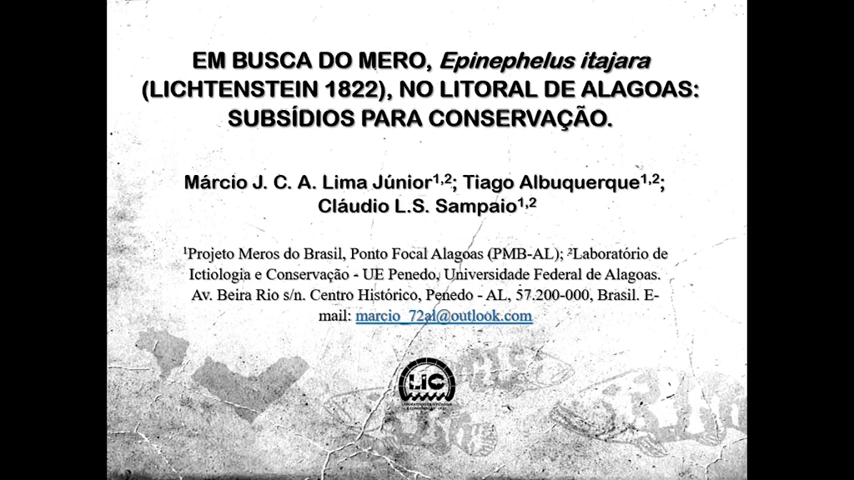 EM BUSCA DO MERO, Epinephelus itajara
(LICHTENSTEIN 1822), NO LITORAL DE ALAGOAS:
SUBSÍDIOS PARA CONSERVAÇÃO.
Márcio J. C. A. Lima Júnior¹,²; Tiago Albuquerque¹,²;
Cláudio L.S. Sampaio¹,²
¹Projeto Meros do Brasil, Ponto Focal Alagoas (PMB-AL); ²Laboratório de
Ictiologia e Conservação - UE Penedo, Universidade Federal de Alagoas.
Av. Beira Rio s/n. Centro Histórico, Penedo - AL, 57.200-000, Brasil. E-
mail: marcio_72al@outlook.com
LIC